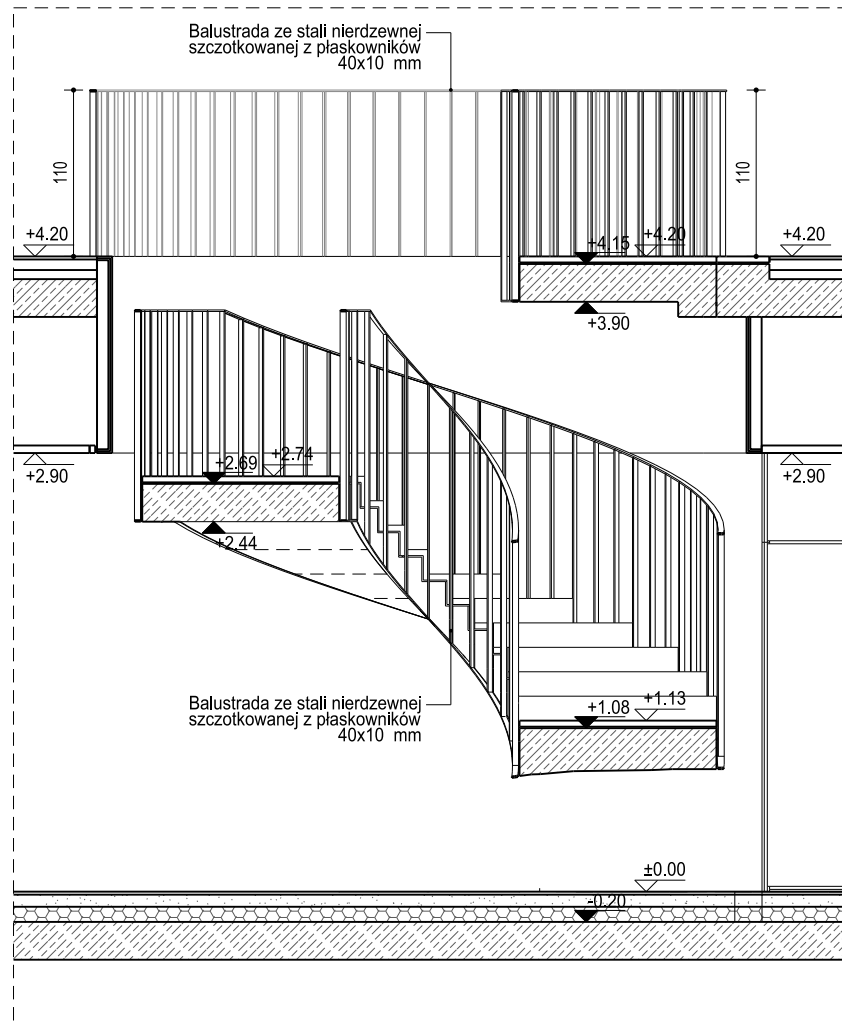 Balustrada ze stali nierdzewnej
szczotkowanej z płaskowników
40x10 mm
110
110
+4.20
+4.15
+4.20
+4.20
+3.90
+2.90
+2.69
+2.74
+2.90
+2.44
Balustrada ze stali nierdzewnej
szczotkowanej z płaskowników
40x10 mm
+1.08
+1.13
±0.00
-0.20